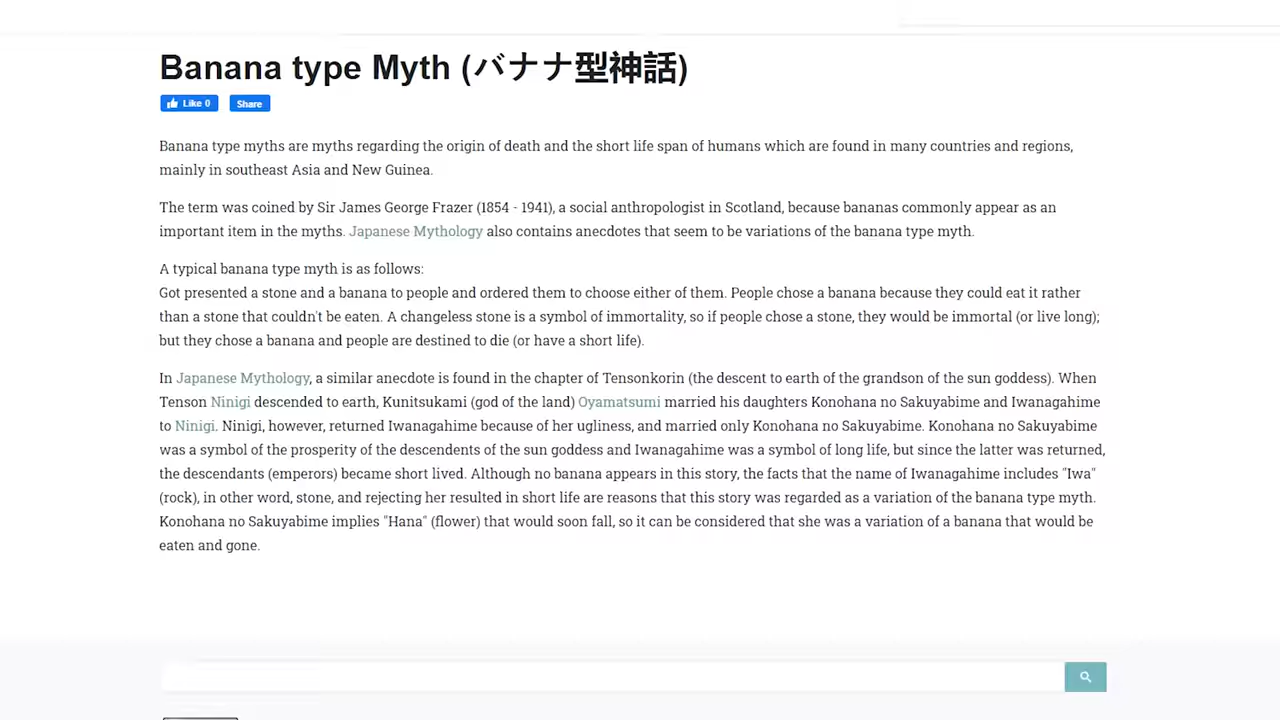 Banana type Myth (バナナ型神話)
Like 0 Share
Banana type myths are myths regarding the origin of death and the short life span of humans which are found in many countries and regions,
mainly in southeast Asia and New Guinea.
The term was coined by Sir James George Frazer (1854 - 1941), a social anthropologist in Scotland, because bananas commonly appear as an
important item in the myths. Japanese Mythology also contains anecdotes that seem to be variations of the banana type myth.
A typical banana type myth is as follows:
Got presented a stone and a banana to people and ordered them to choose either of them. People chose a banana because they could eat it rather
than a stone that couldn't be eaten. A changeless stone is a symbol of immortality, so if people chose a stone, they would be immortal (or live long);
but they chose a banana and people are destined to die (or have a short life).
In Japanese Mythology, a similar anecdote is found in the chapter of Tensonkorin (the descent to earth of the grandson of the sun goddess). When
Tenson Ninigi descended to earth, Kunitsukami (god of the land) Oyamatsumi married his daughters Konohana no Sakuyabime and Iwanagahime
to Ninigi. Ninigi, however, returned Iwanagahime because of her ugliness, and married only Konohana no Sakuyabime. Konohana no Sakuyabime
was a symbol of the prosperity of the descendents of the sun goddess and Iwanagahime was a symbol of long life, but since the latter was returned,
the descendants (emperors) became short lived. Although no banana appears in this story, the facts that the name of Iwanagahime includes "Iwa"
(rock), in other word, stone, and rejecting her resulted in short life are reasons that this story was regarded as a variation of the banana type myth.
Konohana no Sakuyabime implies "Hana" (flower) that would soon fall, so it can be considered that she was a variation of a banana that would be
eaten and gone.